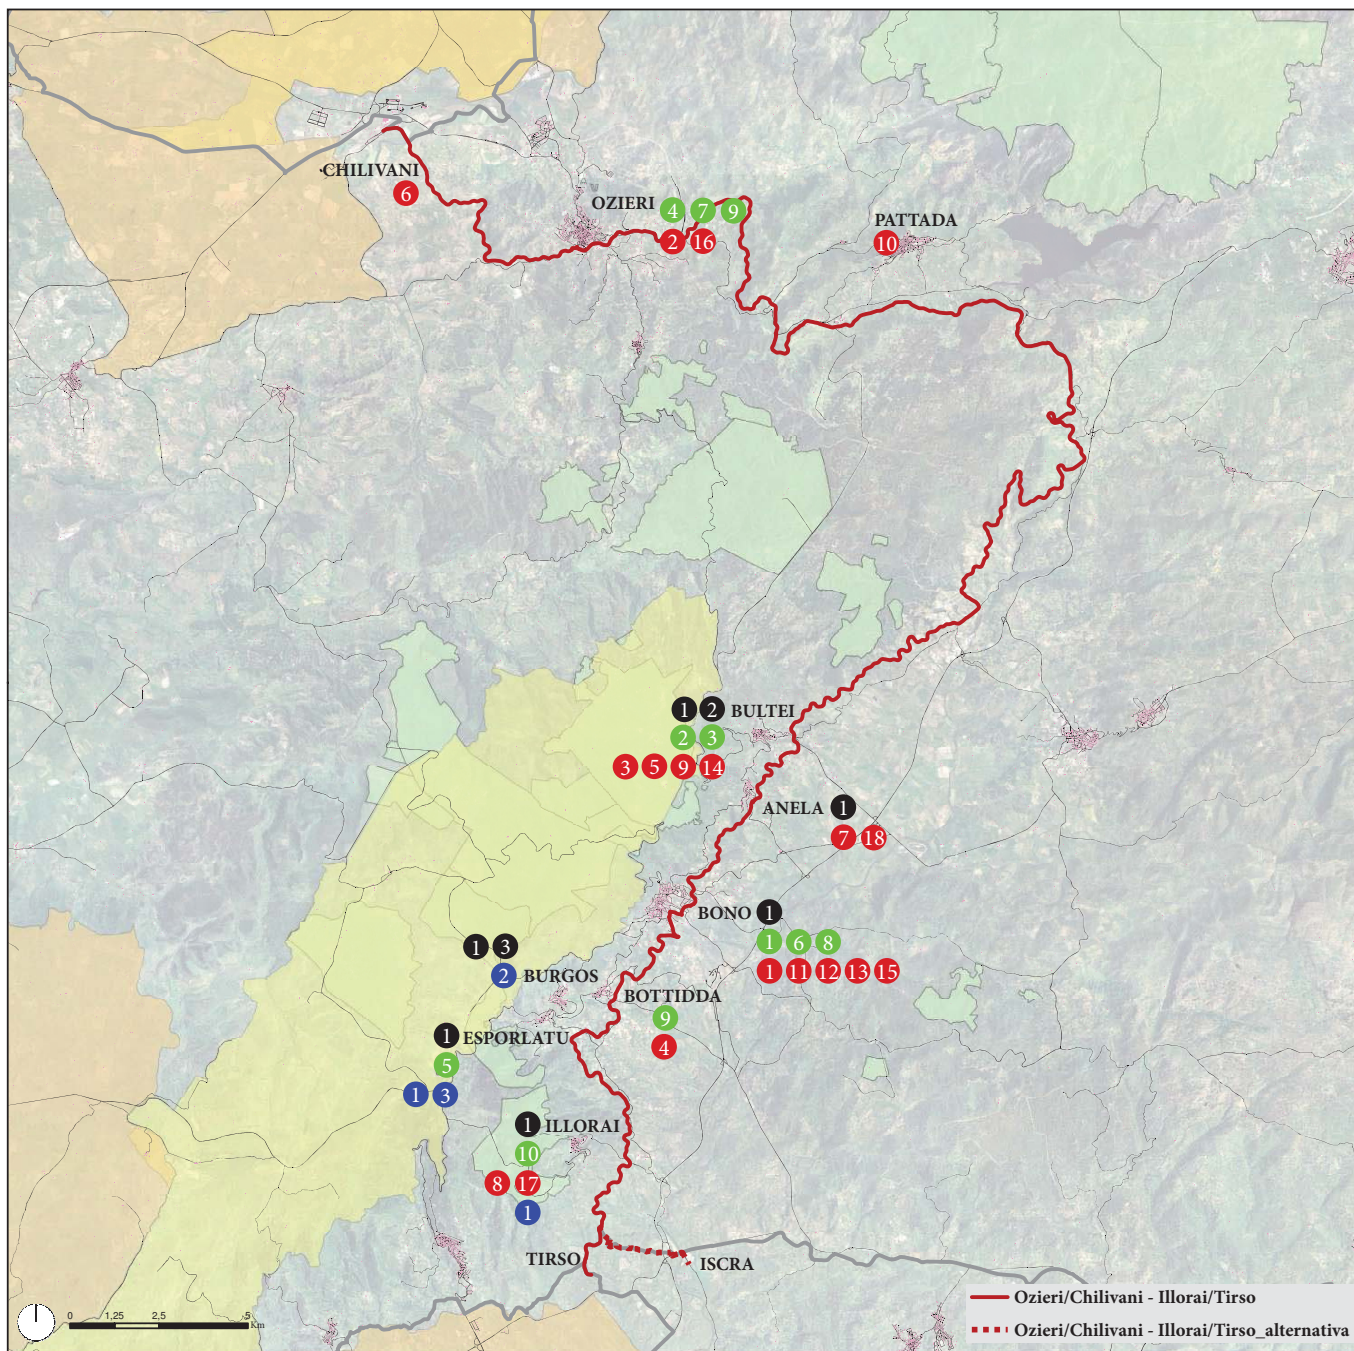 CHILIVANI
6
OZIERI 4 7 9
2 16
PATTADA
10
1 2 BULTEI
2 3
3 5 9 14
ANELA 1
7 18
BONO 1
1 6 8
1 11 12 13 15
1 3
2 BURGOS
BOTTIDDA
9
4
1 ESPORLATU
5
1 3
1 ILLORAI
10
8 17
1
TIRSO
ISCRA
0 1,25 2,5 5 Km
Ozieri/Chilivani - Illorai/Tirso
Ozieri/Chilivani - Illorai/Tirso_alternativa